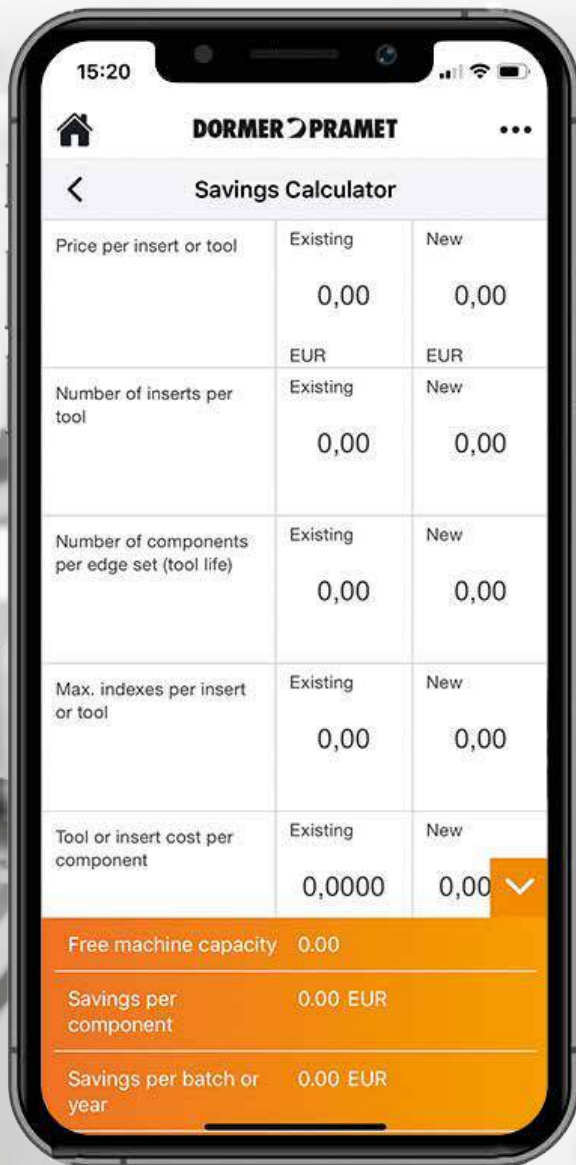 15:20
DORMER PRAMET
Savings Calculator
Price per insert or tool
Existing
New
0,00
0,00
EUR
EUR
Number of inserts per
tool
Existing
New
0,00
0,00
Number of components
per edge set (tool life)
Existing
New
0,00
0,00
Max. indexes per insert
or tool
Existing
New
0,00
0,00
Tool or insert cost per
component
Existing
New
0,0000
0,00
Free machine capacity 0.00
Savings per
component
0.00 EUR
Savings per batch or
year
0.00 EUR